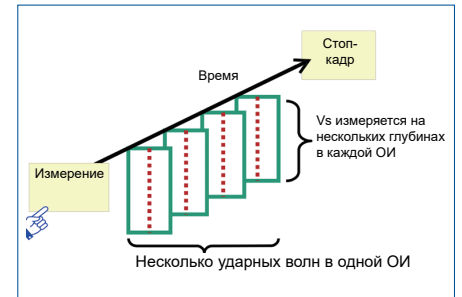 Стоп-
кадр
Время
Vs измеряется на
нескольких глубинах
в каждой ОИ
Измерение
Несколько ударных волн в одной ОИ